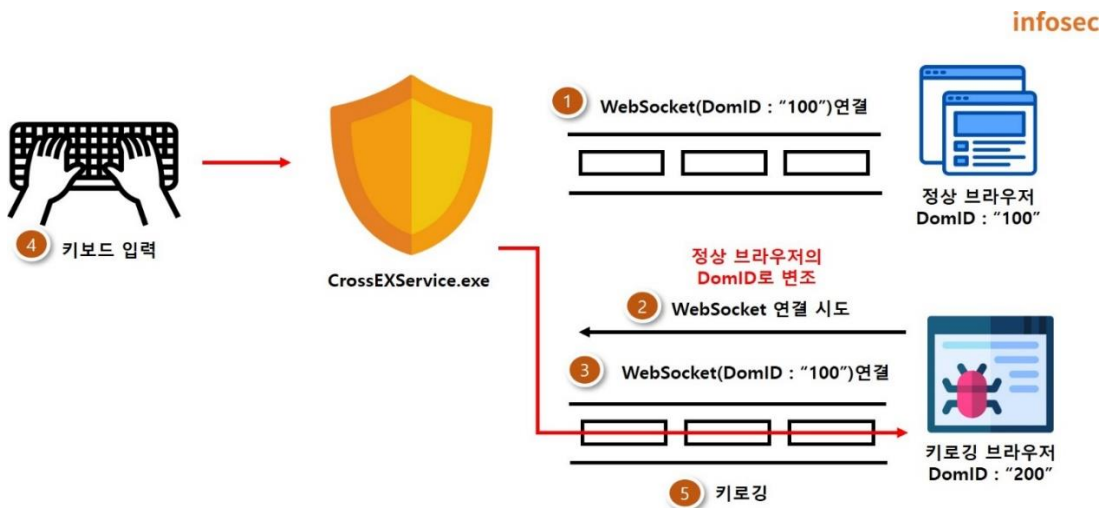 infosec
1 WebSocket(DomID : “100”)연결
정상 브라우저
DomID : “100”
4 키보드 입력
CrossEXService.exe
정상 브라우저의
DomID로 변조
2 WebSocket 연결 시도
3 WebSocket(DomID : “100”)연결
키로깅 브라우저
DomID : “200”
5 키로깅